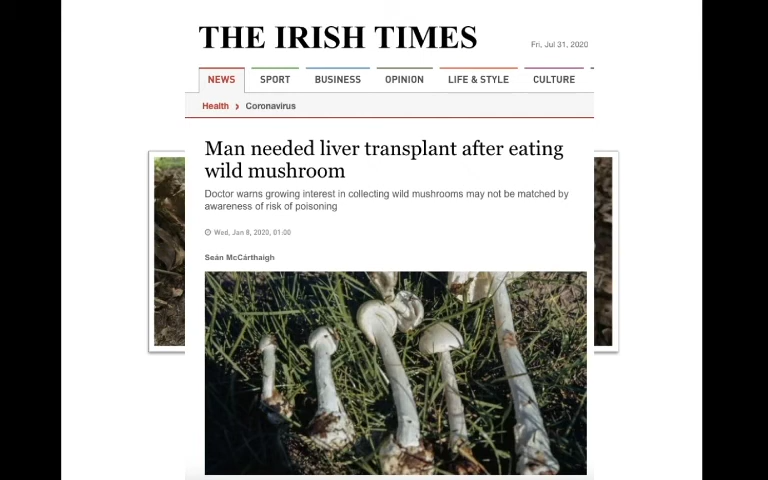 THE IRISH TIMES
Fri, Jul 31, 2020
NEWS SPORT BUSINESS OPINION LIFE & STYLE CULTURE
Health › Coronavirus
Man needed liver transplant after eating
wild mushroom
Doctor warns growing interest in collecting wild mushrooms may not be matched by
awareness of risk of poisoning
Wed, Jan 8, 2020, 01:00
Seán McCárthaigh